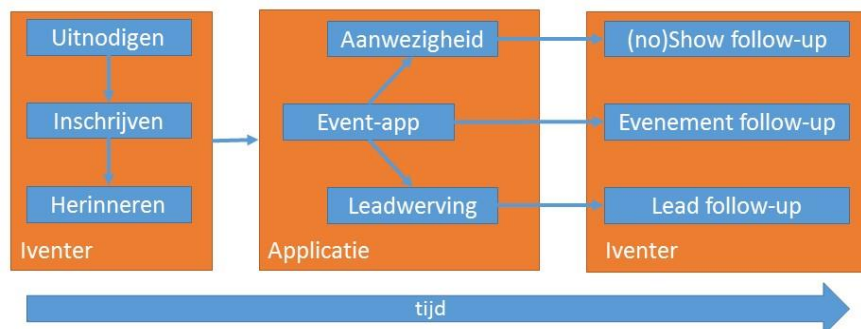 Uitnodigen
Inschrijven
Herinneren
Iventer
Aanwezigheid
Event-app
Leadwerving
Applicatie
(no)Show follow-up
Evenement follow-up
Lead follow-up
Iventer
tijd